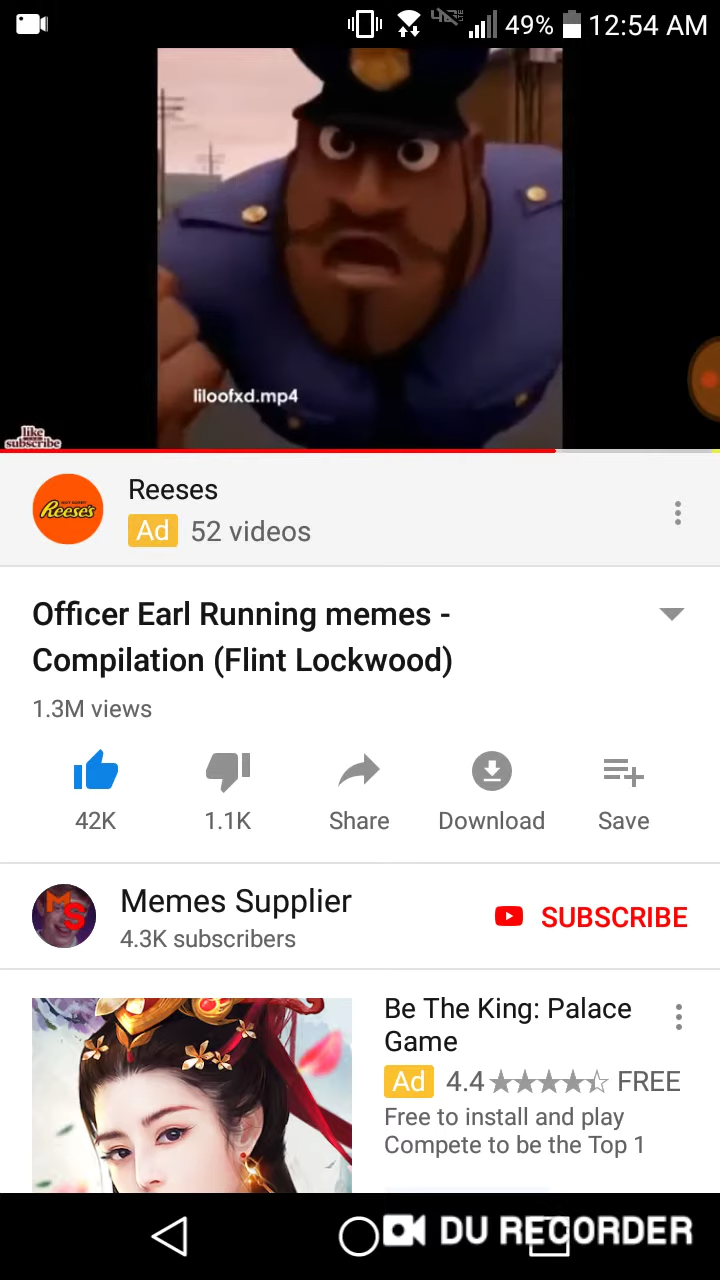 49% 12:54 AM
liloofxd.mp4
like
subscribe
Reese's
Reeses
Ad 52 videos
Officer Earl Running memes -
Compilation (Flint Lockwood)
1.3M views
42K 1.1K Share Download Save
MS
Memes Supplier
4.3K subscribers
SUBSCRIBE
Be The King: Palace
Game
Ad 4.4 FREE
Free to install and play
Compete to be the Top 1
DU RECORDER